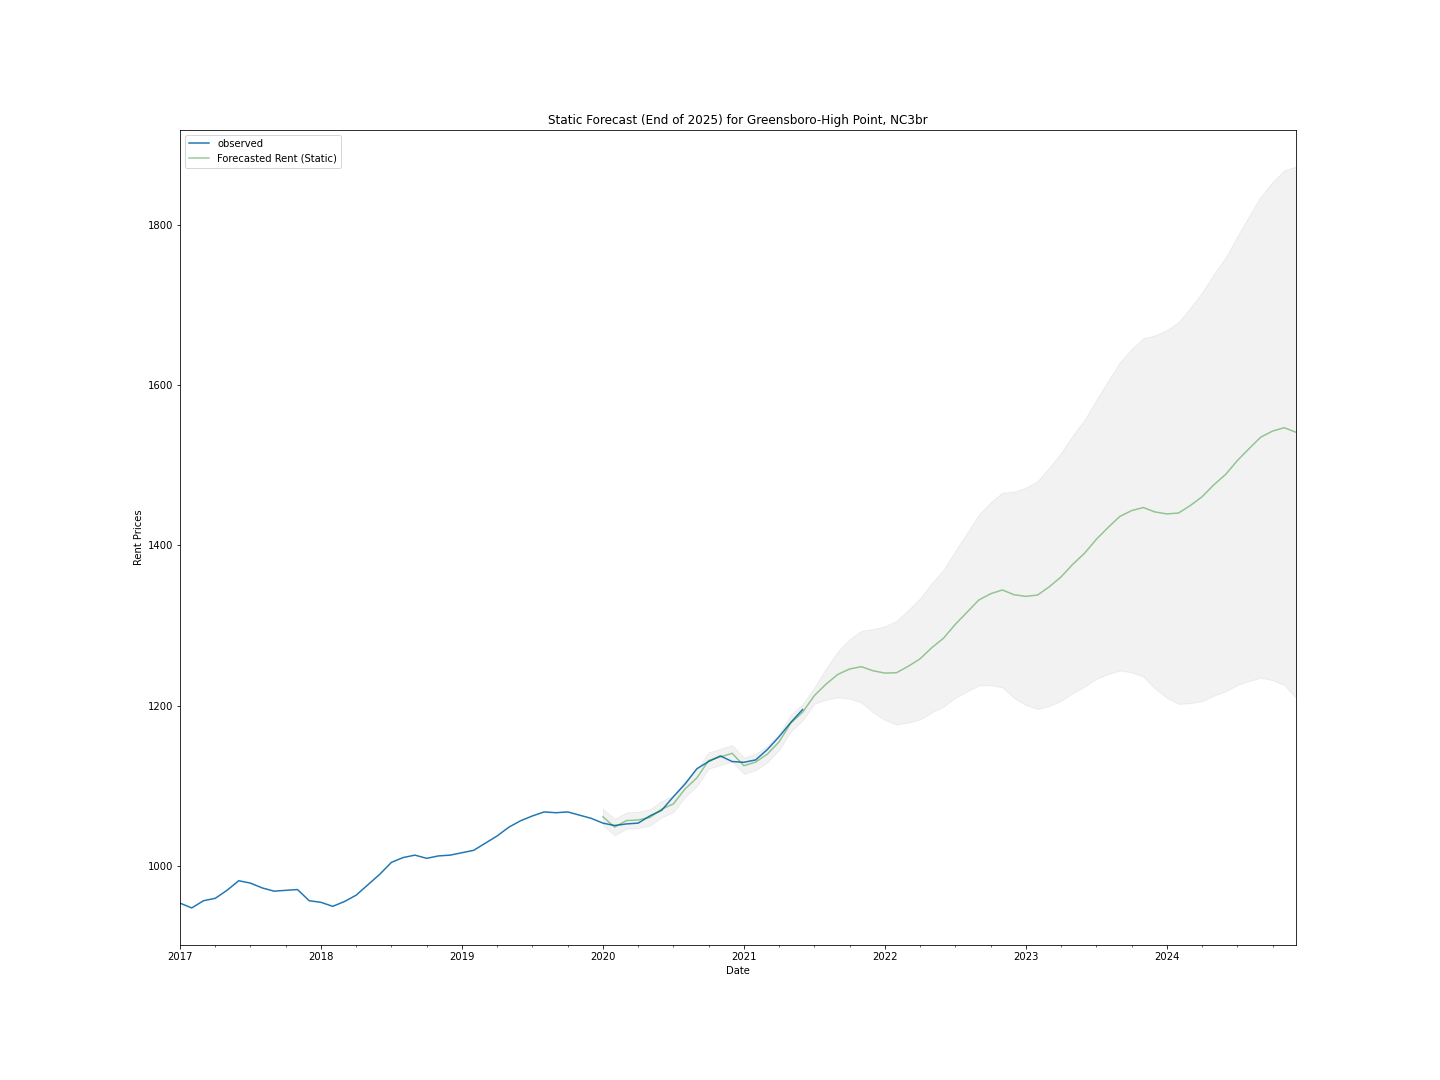 Static Forecast (End of 2025) for Greensboro-High Point, NC3br
observed
Forecasted Rent (Static)
1800
1600
1400
1200
1000
Rent Prices
2017 2018 2019 2020 2021 2022 2023 2024
Date